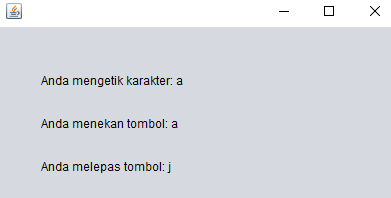 Anda mengetik karakter: a
Anda menekan tombol: a
Anda melepas tombol: j